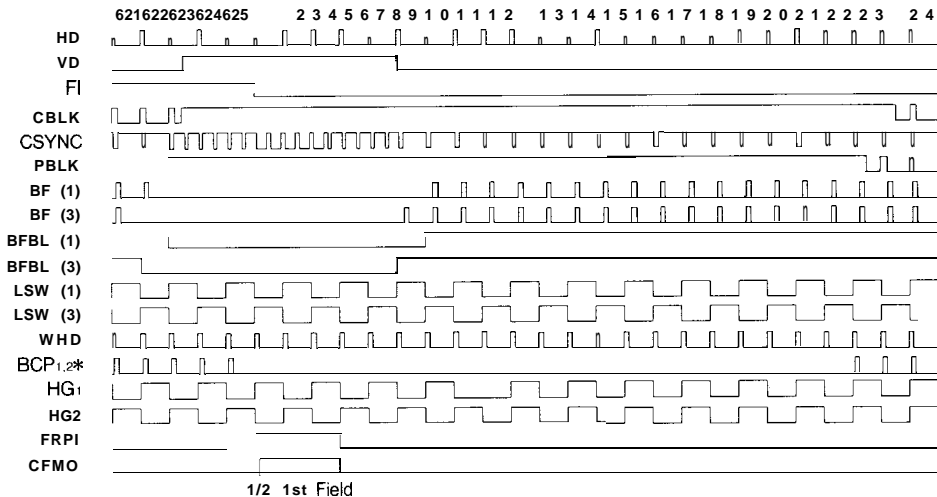 621622623624625 2 3 4 5 6 7 8 9 1 0 1 1 1 2 1 3 1 4 1 5 1 6 1 7 1 8 1 9 2 0 2 1 2 2 2 3 2 4
HD
VD
FI
CBLK
CSYNC
PBLK
BF (1)
BF (3)
BFBL (1)
BFBL (3)
LSW (1)
LSW (3)
WHD
BCP1,2*
HG1
HG2
FRPI
CFMO
1/2 1st Field